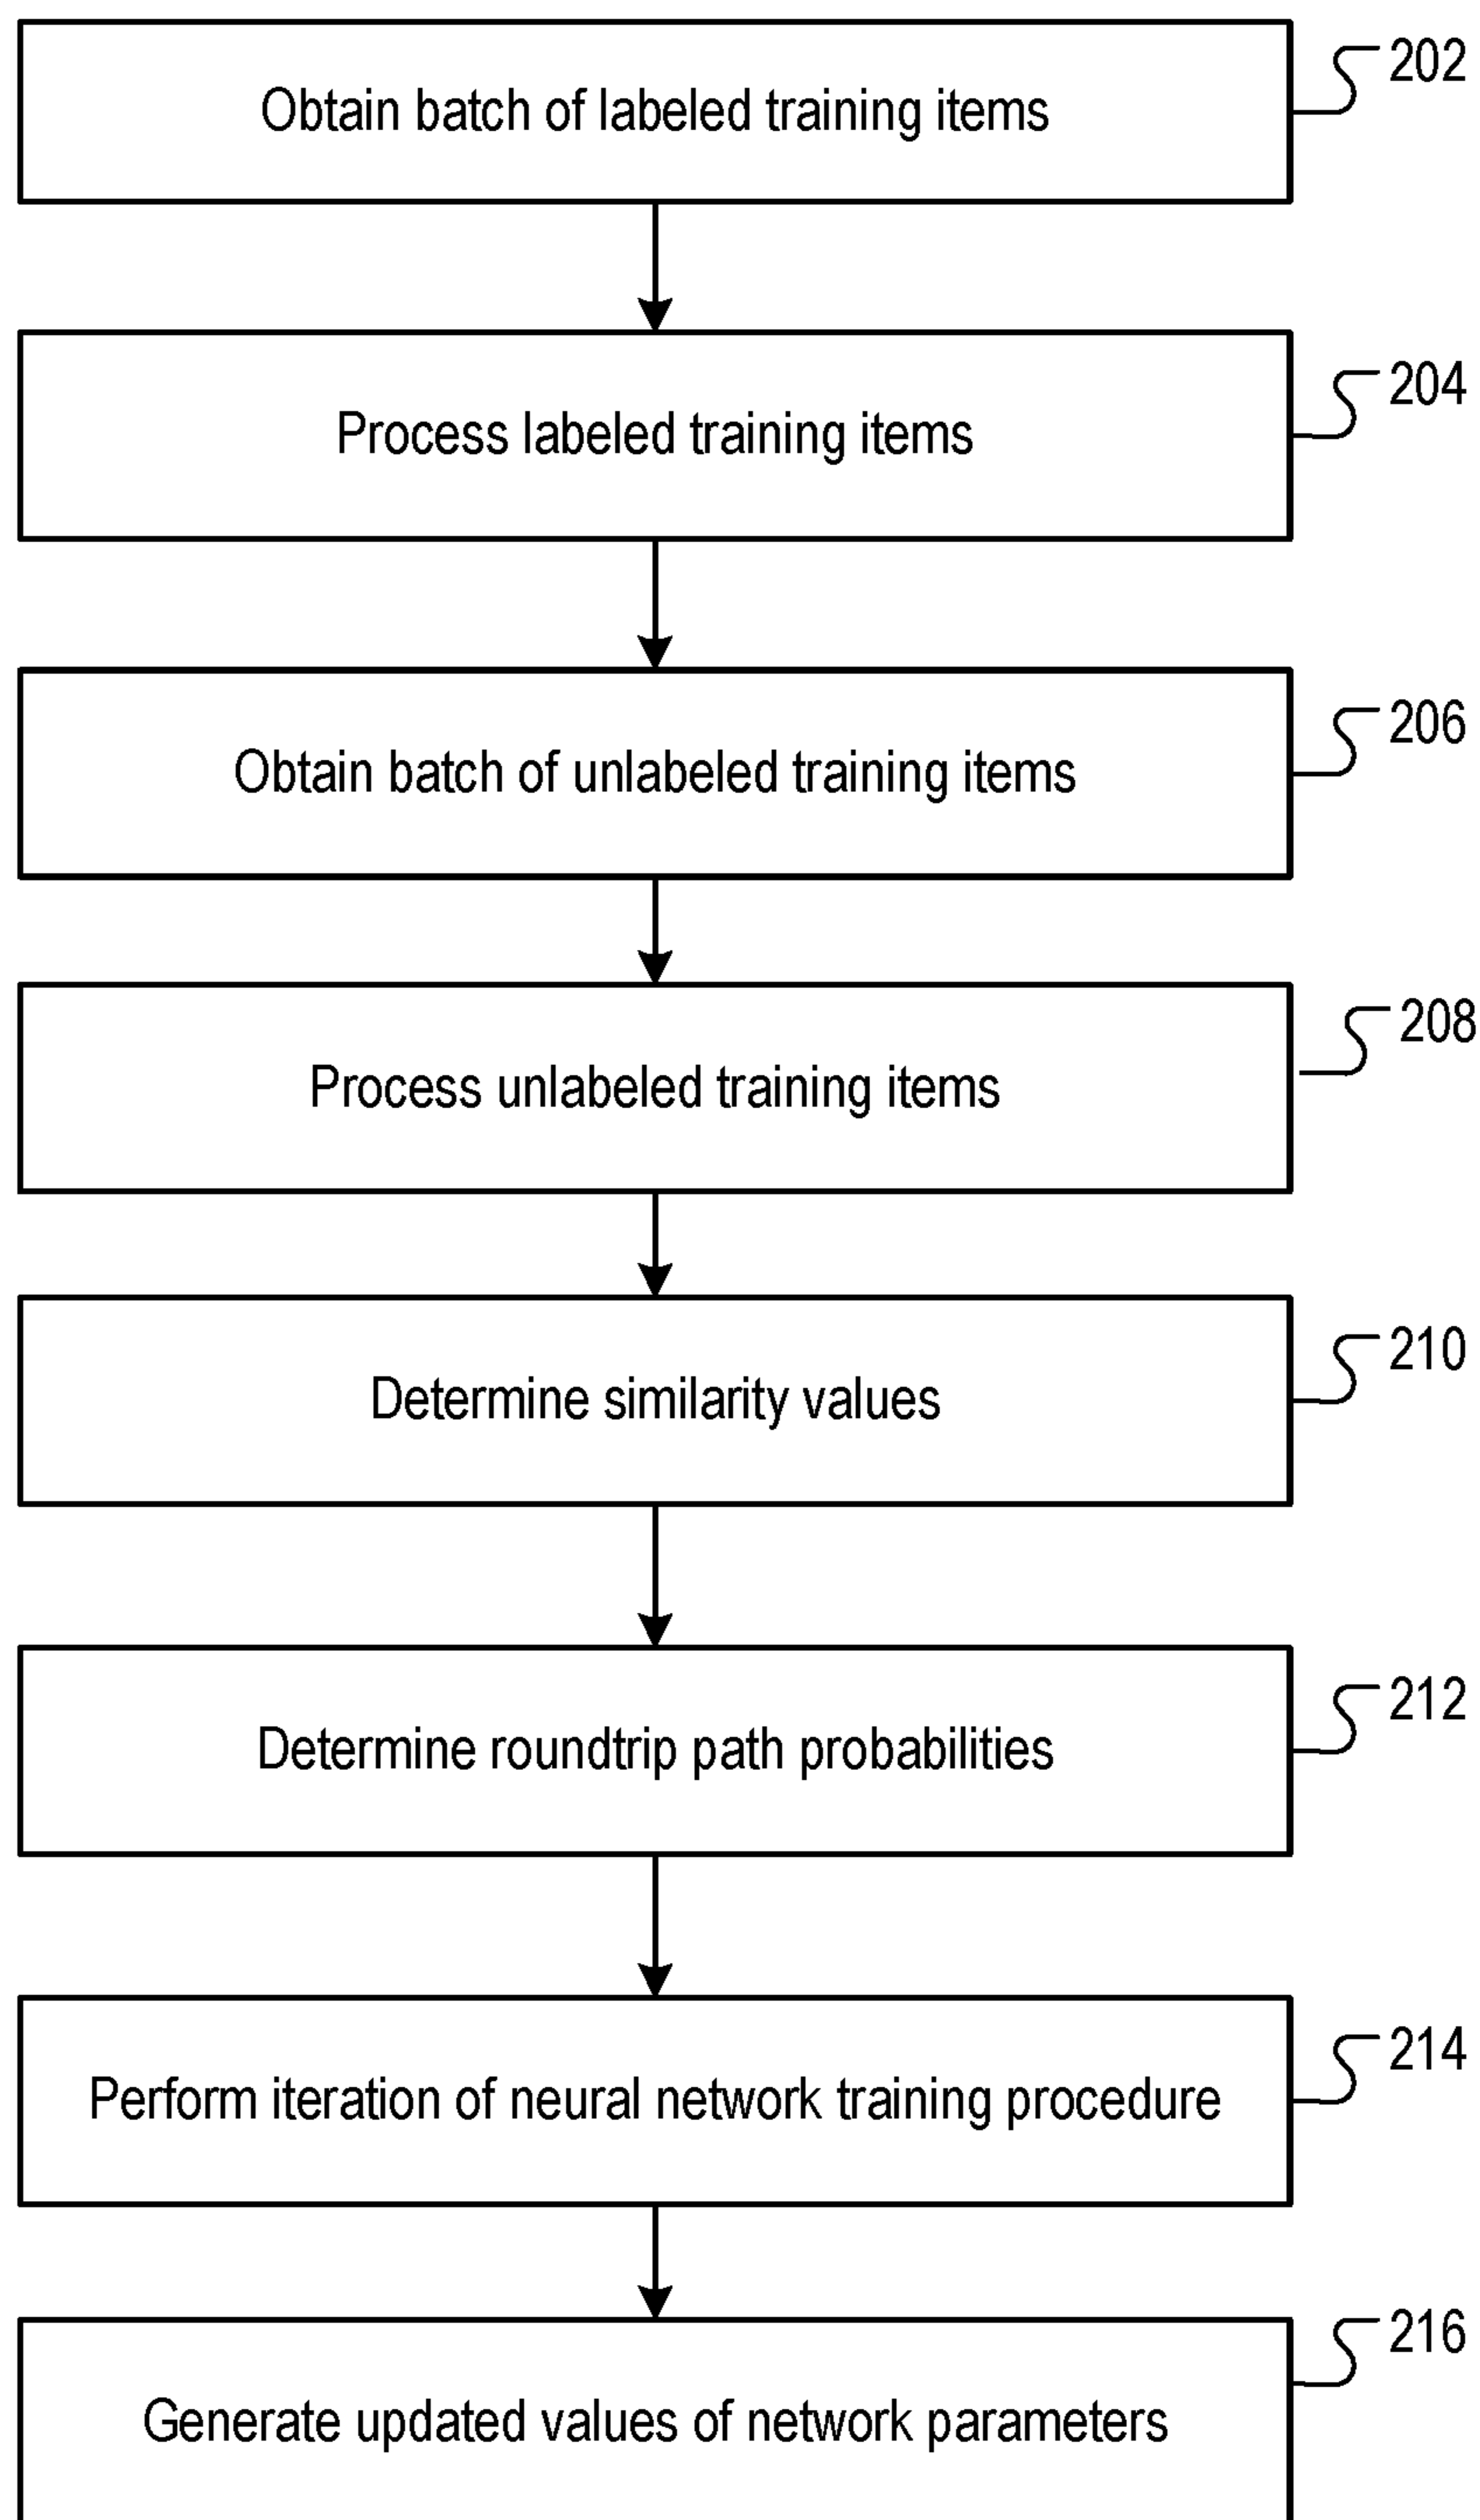 Obtain batch of labeled training items
202
Process labeled training items
204
Obtain batch of unlabeled training items
206
Process unlabeled training items
208
Determine similarity values
210
Determine roundtrip path probabilities
212
Perform iteration of neural network training procedure
214
Generate updated values of network parameters
216